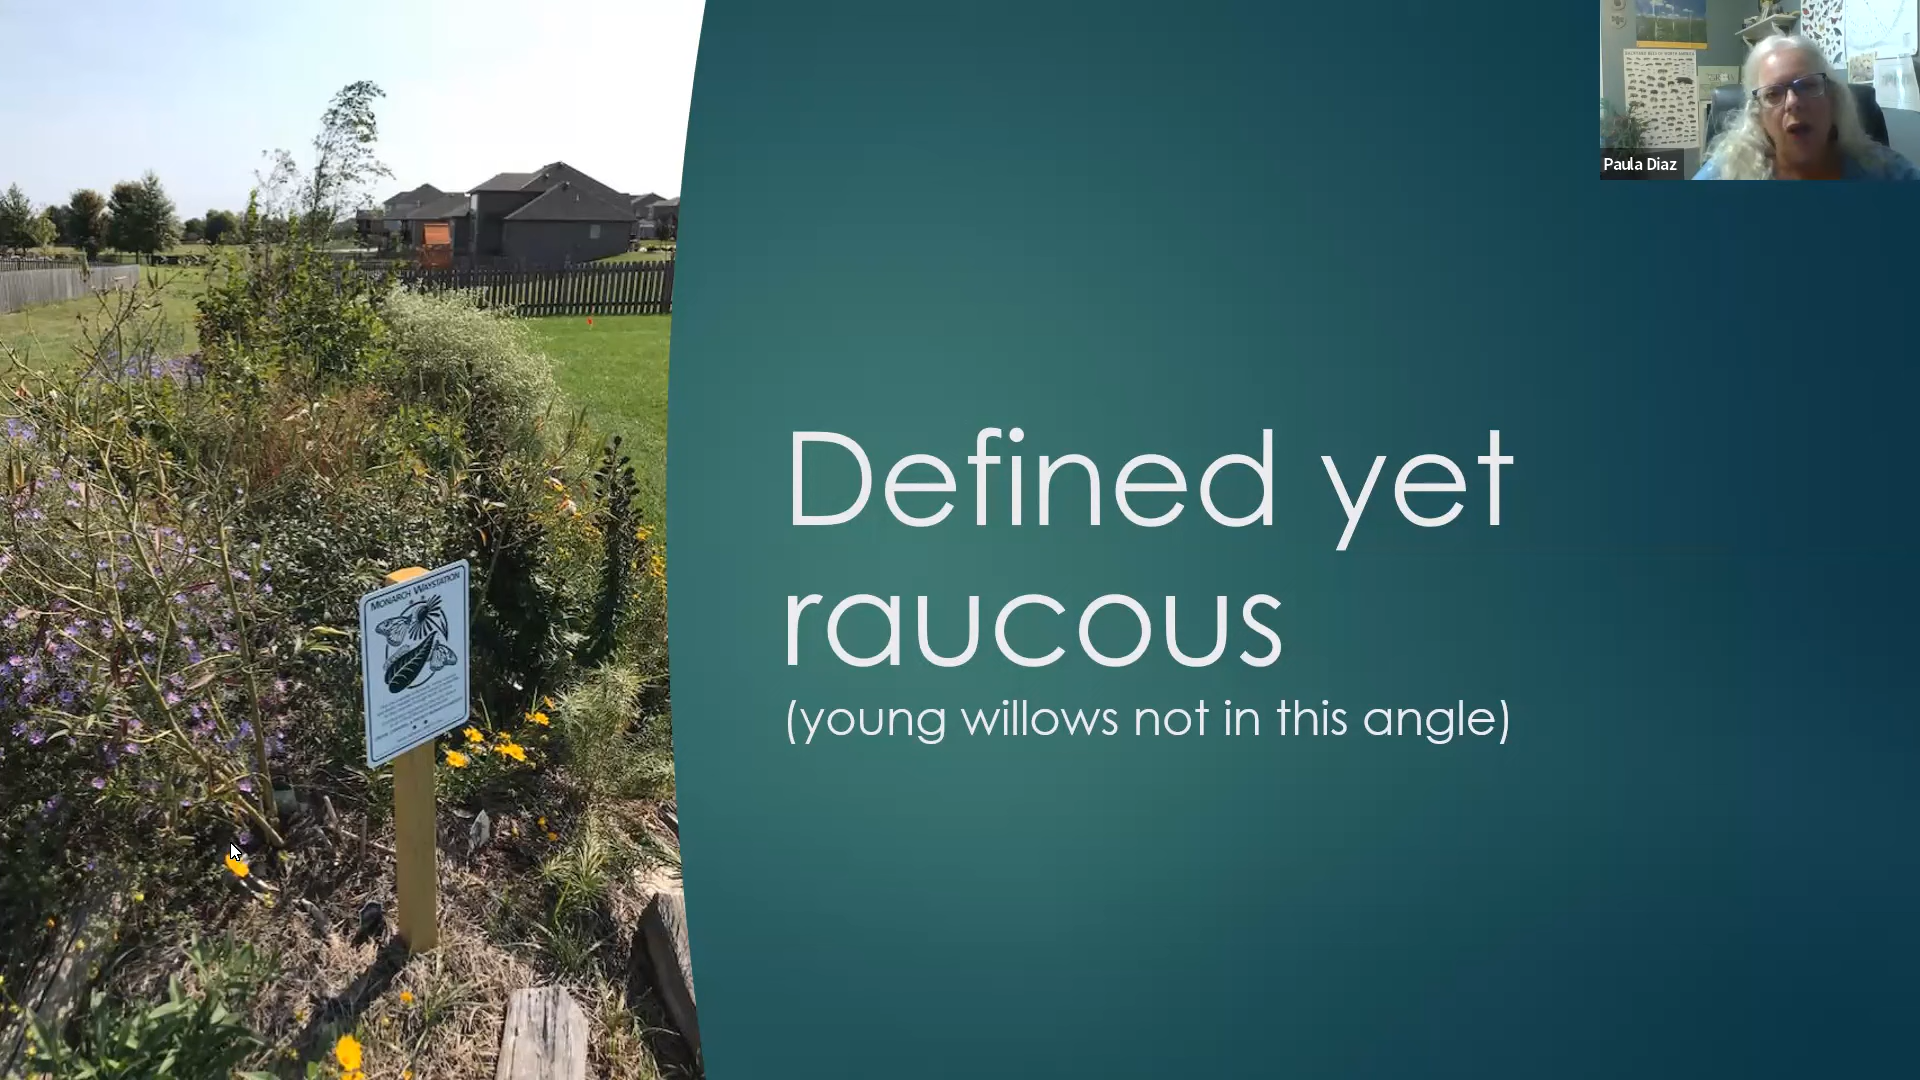 Defined yet
raucous
(young willows not in this angle)
Paula Diaz
MONARCH WAYSTATION